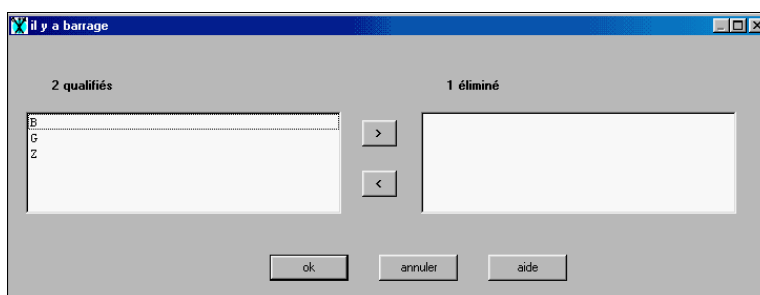 il y a barrage
2 qualifiés
1 éliminé
B
G
Z
>
<
ok
annuler
aide